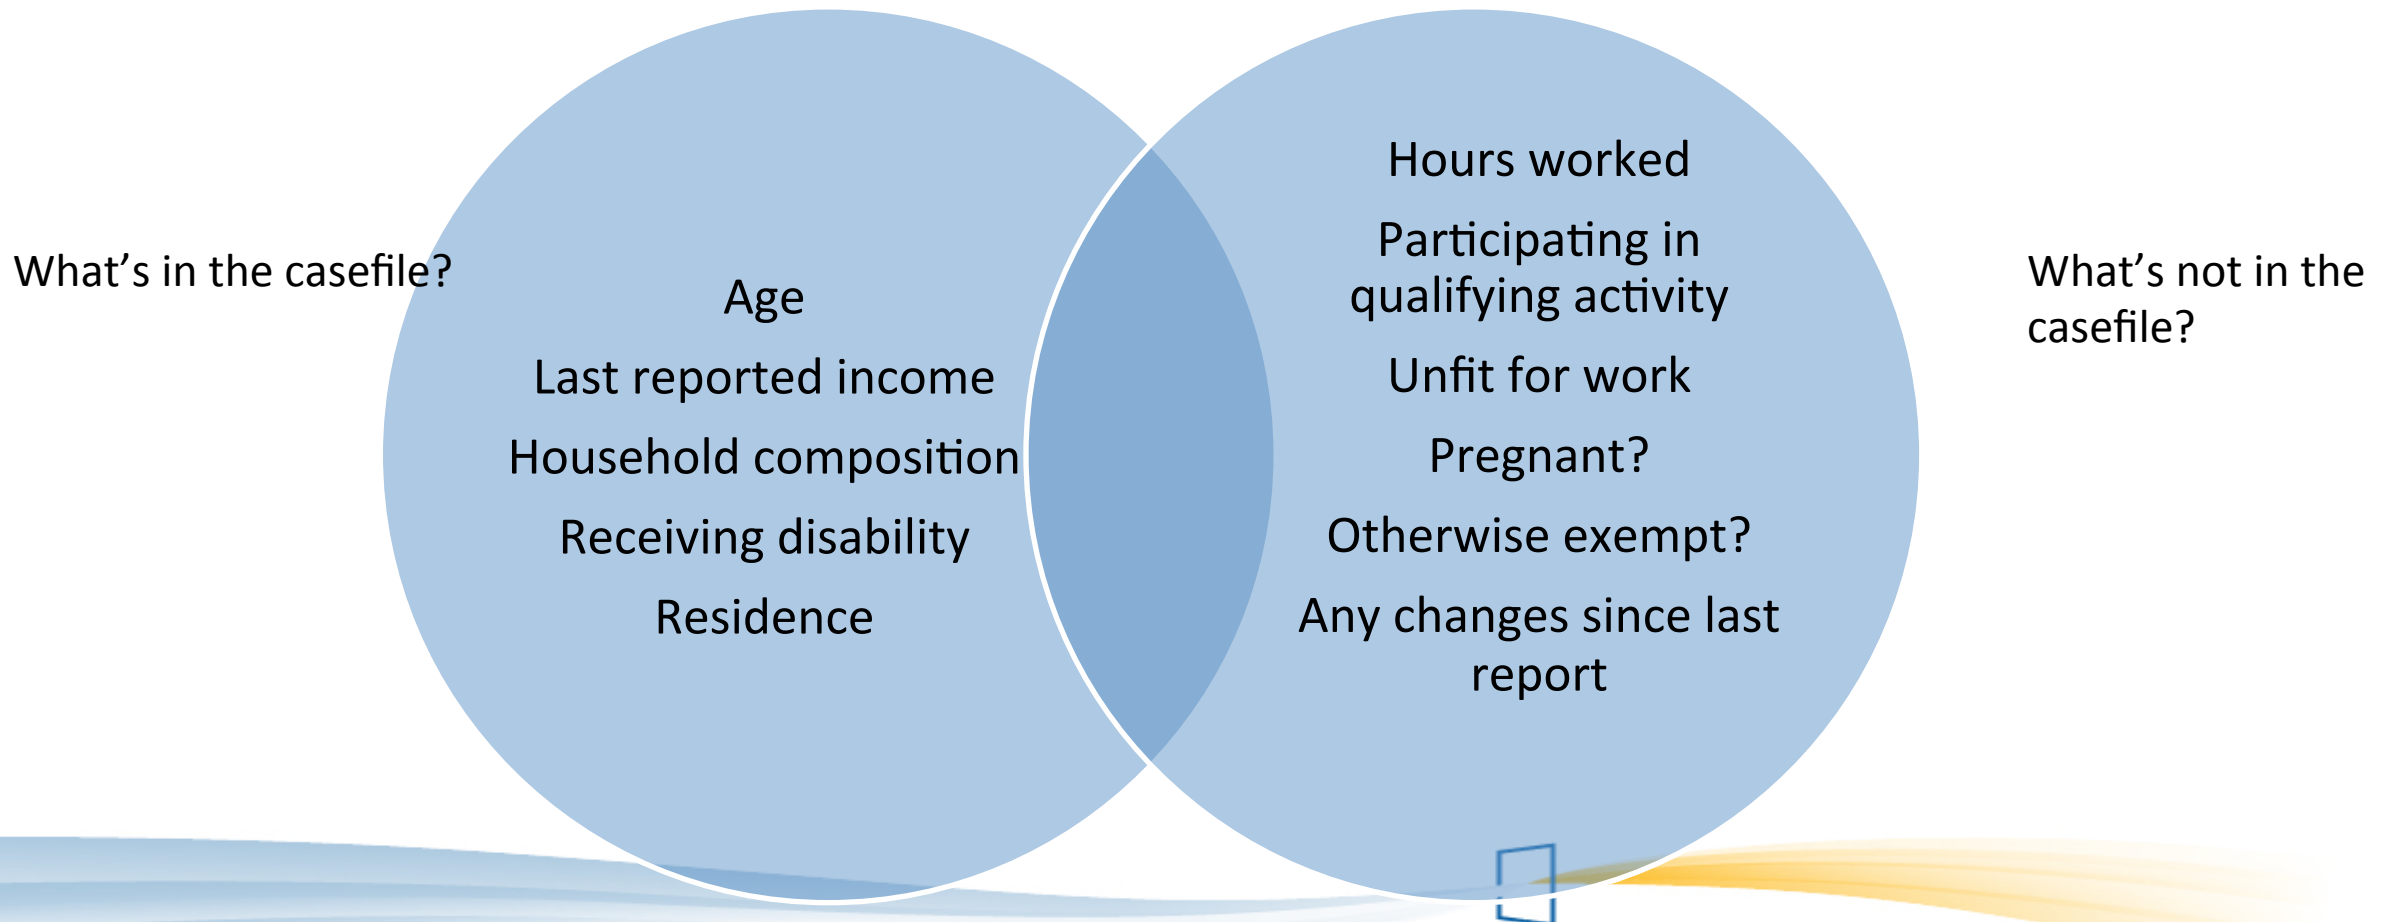 What’s in the casefile?
Age
Last reported income
Household composition
Receiving disability
Residence
Hours worked
Participating in
qualifying activity
Unfit for work
Pregnant?
Otherwise exempt?
Any changes since last
report
What’s not in the
casefile?